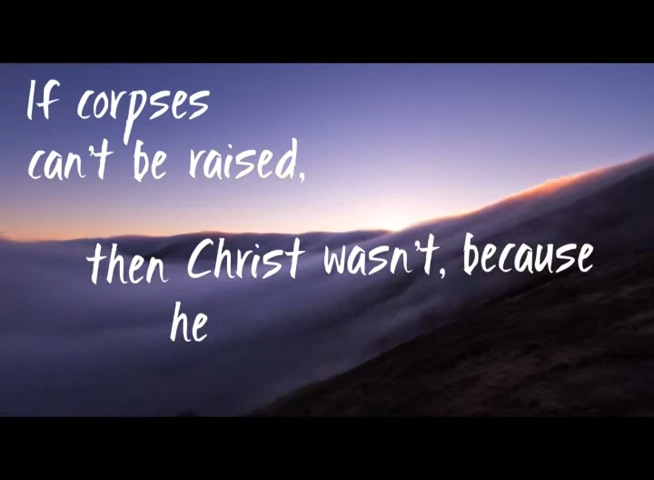 If corpses
can't be raised,
then Christ wasn't, because
he